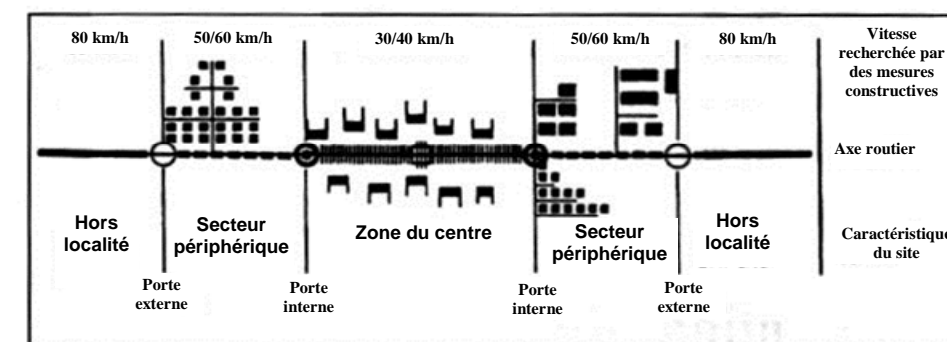 80 km/h
50/60 km/h
30/40 km/h
50/60 km/h
80 km/h
Vitesse
recherchée par
des mesures
constructives
Axe routier
Hors
localité
Secteur
périphérique
Zone du centre
Secteur
périphérique
Hors
localité
Caractéristique
du site
Porte
externe
Porte
interne
Porte
interne
Porte
externe